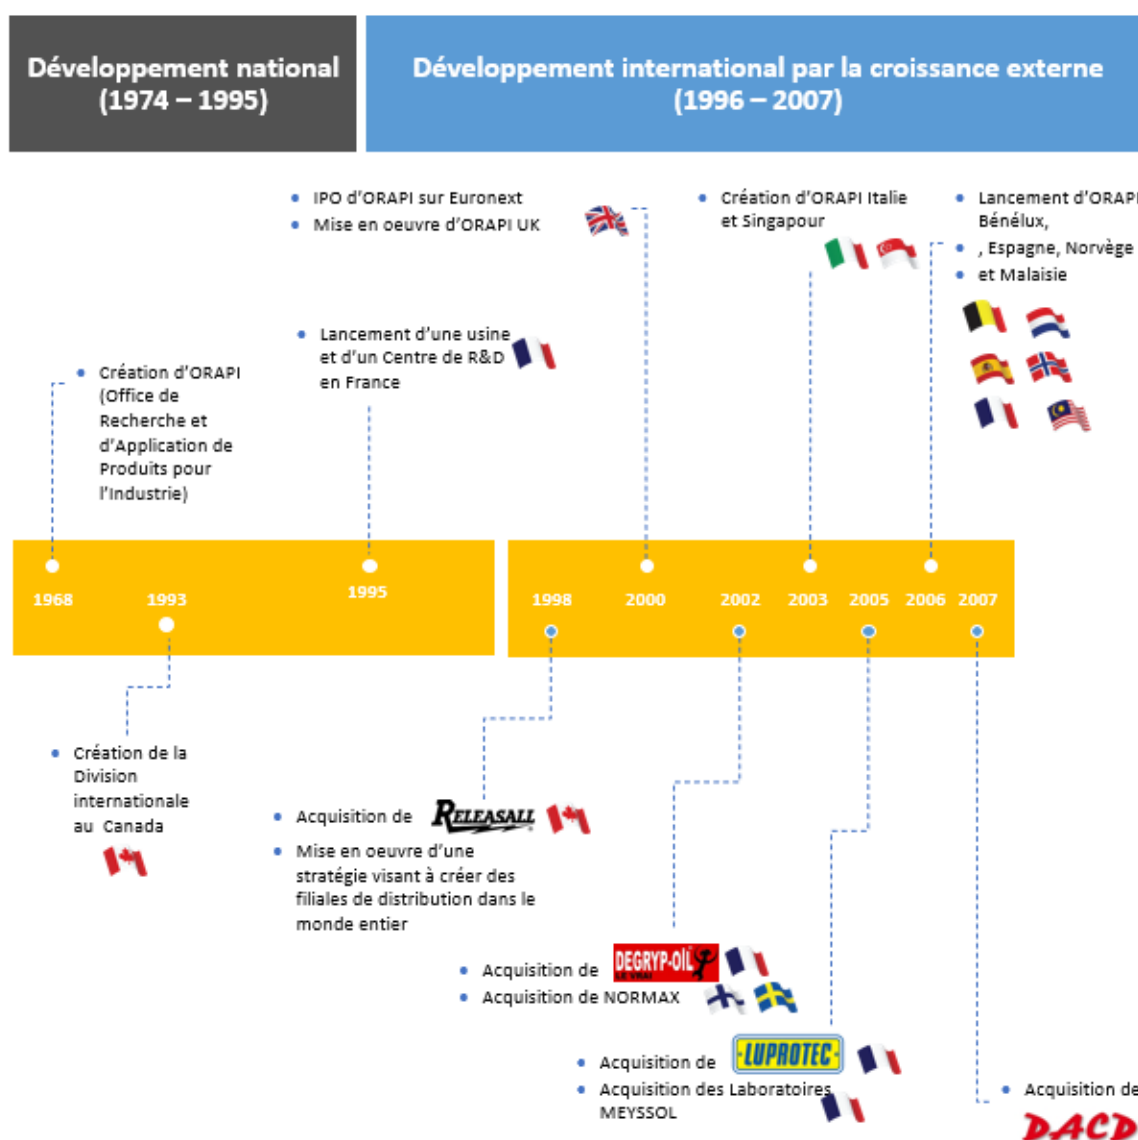 Développement national
(1974 – 1995)
Développement international par la croissance externe
(1996 – 2007)
IPO d'ORAPI sur Euronext
Mise en oeuvre d'ORAPI UK
Création d'ORAPI Italie
et Singapour
Lancement d'ORAPI
Bénélux,
, Espagne, Norvège
et Malaisie
Lancement d'une usine
et d'un Centre de R&D
en France
Création d'ORAPI
(Office de
Recherche et
d'Application de
Produits pour
l'Industrie)
1968
1993
1995
1998
2000
2002
2003
2005
2006
2007
Création de la
Division
internationale
au Canada
Acquisition de RELEASALL
Mise en oeuvre d'une
stratégie visant à créer des
filiales de distribution dans le
monde entier
Acquisition de DEGRYP-OIL
LE VRAI
Acquisition de NORMAX
Acquisition de LUPROTEC
Acquisition des Laboratoires
MEYSSOL
Acquisition de
DACD